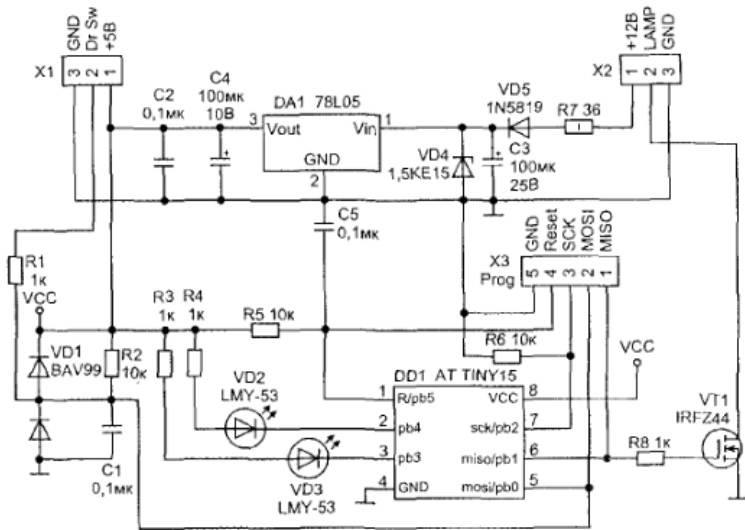 GND
Dr Sw
+5В
X1
3 2 1
C2
0,1мк
C4
100мк
10В
DA1 78L05
3
Vout
Vin
1
GND
2
VD5
1N5819
R7 36
+12В
LAMP
GND
X2
1 2 3
VD4
1,5KE15
C3
100мк
25В
C5
0,1мк
GND
Reset
SCK
MOSI
MISO
X3
Prog
5 4 3 2 1
R1
1к
VCC
R3
1к
R4
1к
R5 10к
R6 10к
VD1
BAV99
R2
10к
VD2
LMY-53
VD3
LMY-53
C1
0,1мк
DD1 AT TINY15
1 R/pb5
VCC 8
2 pb4
sck/pb2 7
3 pb3
miso/pb1 6
4 GND
mosi/pb0 5
VCC
R8 1к
VT1
IRFZ44